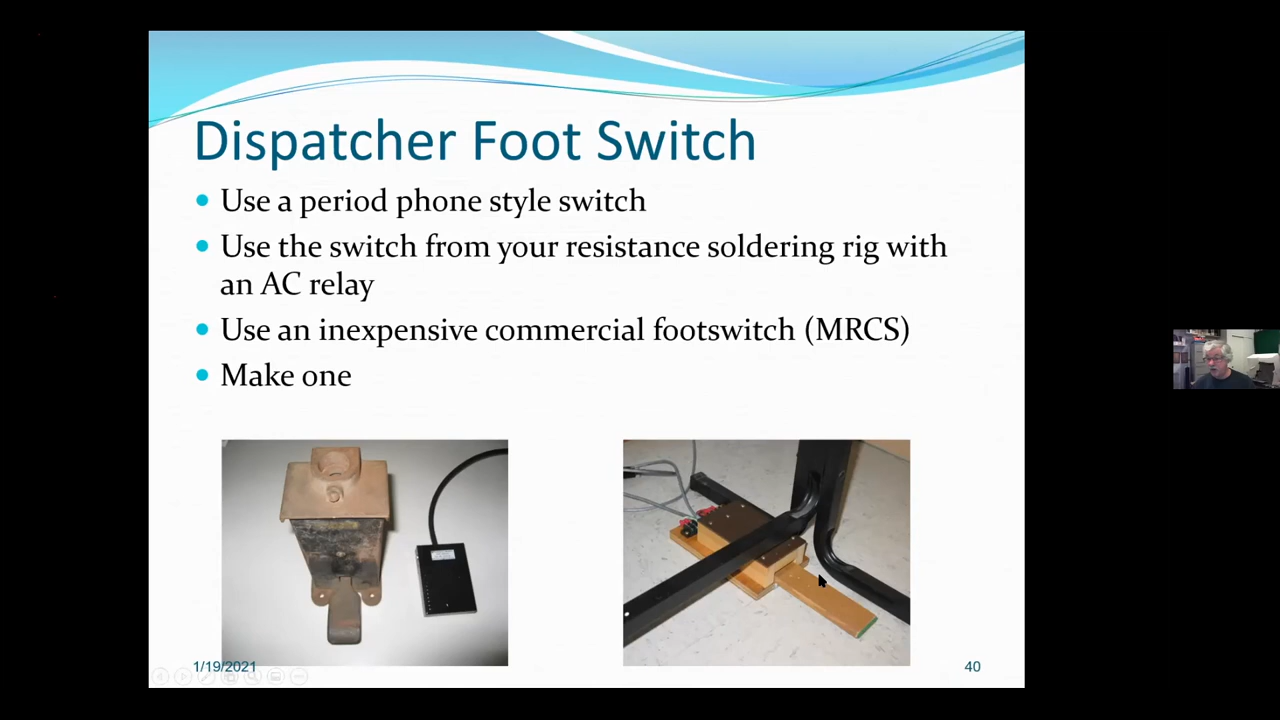 Dispatcher Foot Switch
Use a period phone style switch
Use the switch from your resistance soldering rig with
an AC relay
Use an inexpensive commercial footswitch (MRCS)
Make one
1/19/2021
40